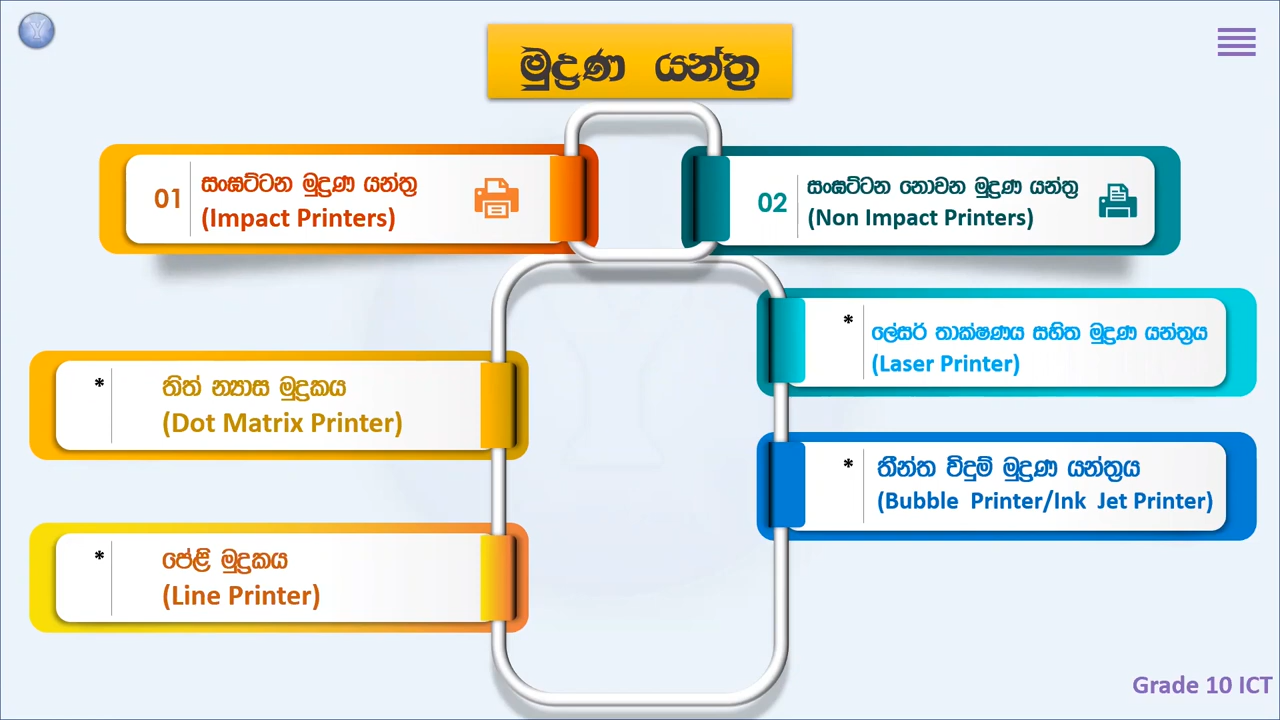 මුද්‍රණ යන්ත්‍ර
01
සංඝට්ටන මුද්‍රණ යන්ත්‍ර
(Impact Printers)
02
සංඝට්ටන නොවන මුද්‍රණ යන්ත්‍ර
(Non Impact Printers)
* තිත් න්‍යාස මුද්‍රකය
(Dot Matrix Printer)
* පේළි මුද්‍රකය
(Line Printer)
* ලේසර් තාක්ෂණය සහිත මුද්‍රණ යන්ත්‍රය
(Laser Printer)
* තීන්ත විදුම් මුද්‍රණ යන්ත්‍රය
(Bubble Printer/Ink Jet Printer)
Grade 10 ICT